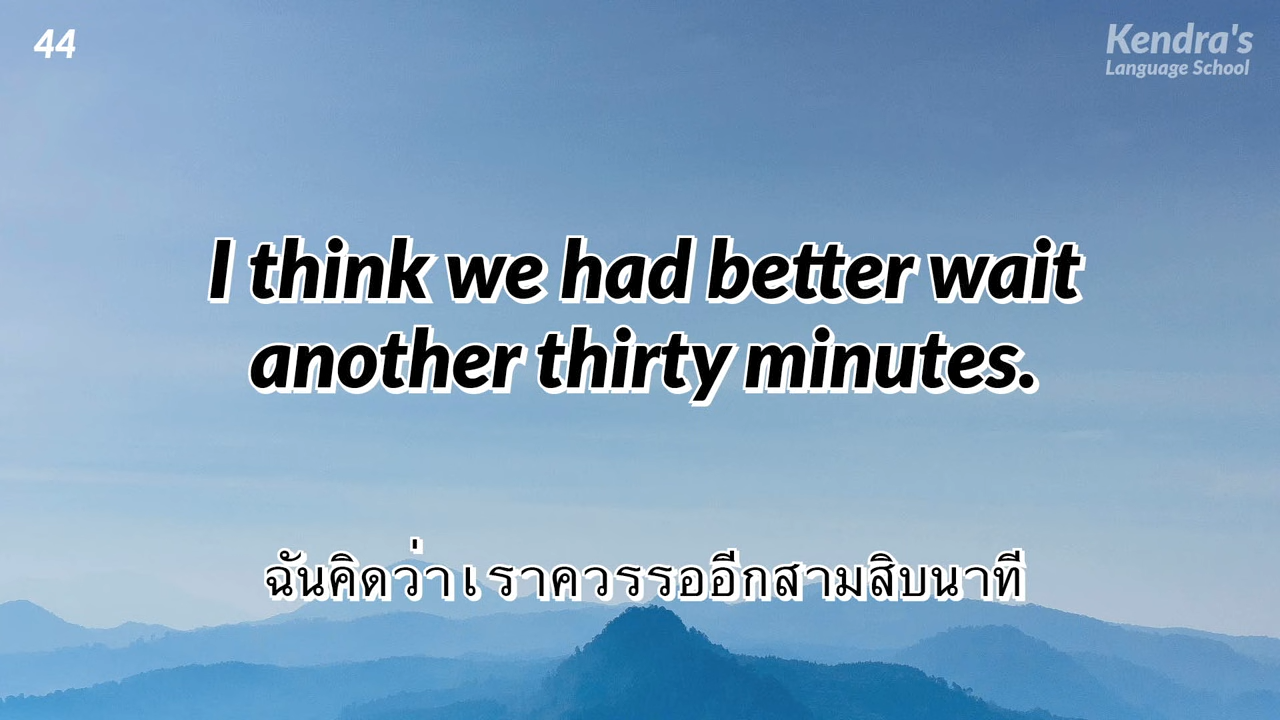 44
Kendra's
Language School
I think we had better wait
another thirty minutes.
ฉันคิดว่าเราควรรออีกสามสิบนาที